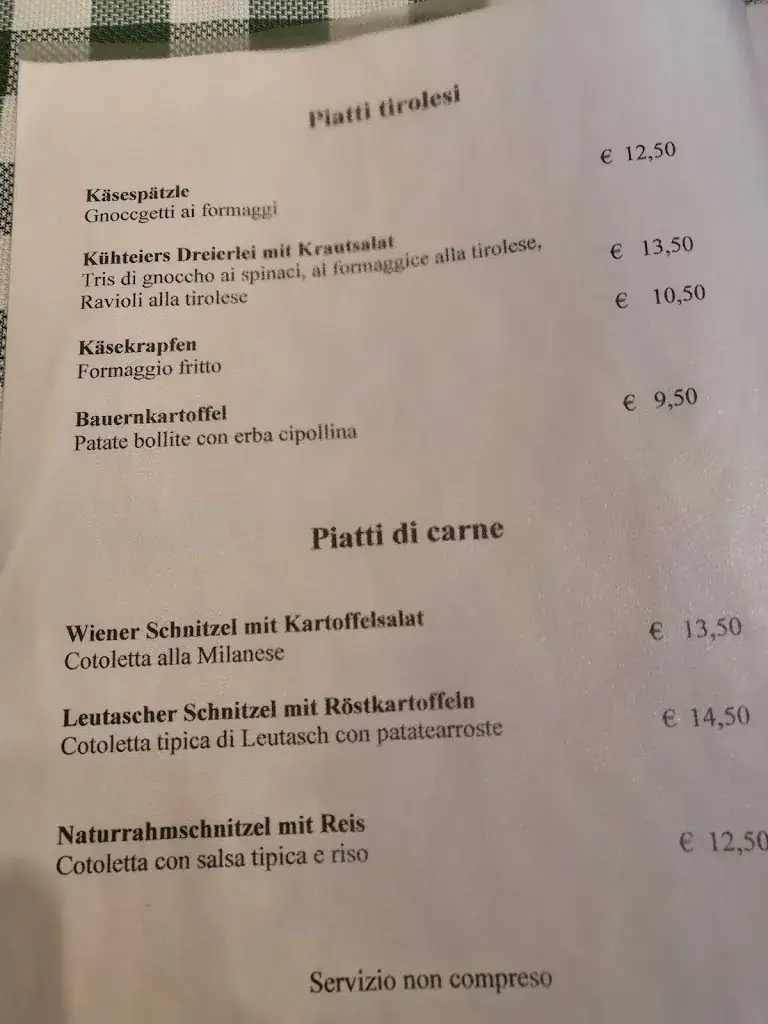 Piatti tirolesi
€ 12,50
Käsespätzle
Gnoccgetti ai formaggi
Kühteiers Dreierlei mit Krautsalat
Tris di gnoccho ai spinaci, ai formaggice alla tirolese, € 13,50
Ravioli alla tirolese € 10,50
Käsekrapfen
Formaggio fritto
Bauernkartoffel € 9,50
Patate bollite con erba cipollina
Piatti di carne
Wiener Schnitzel mit Kartoffelsalat € 13,50
Cotoletta alla Milanese
Leutascher Schnitzel mit Röstkartoffeln € 14,50
Cotoletta tipica di Leutasch con patatearroste
Naturrahmschnitzel mit Reis € 12,50
Cotoletta con salsa tipica e riso
Servizio non compreso